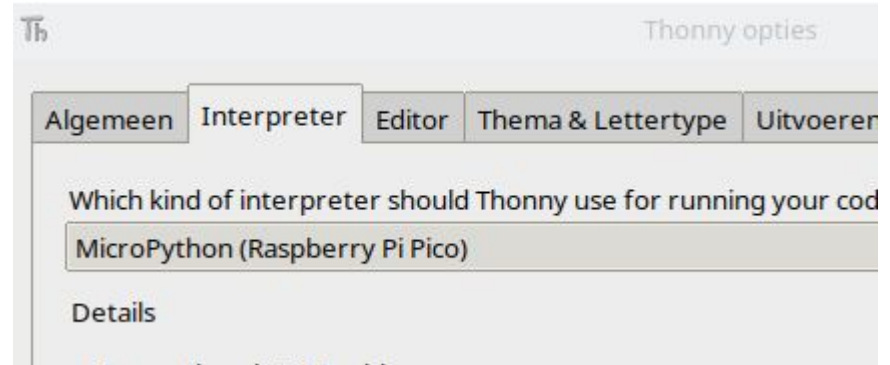 Th
Thonny opties
Algemeen Interpreter Editor Thema & Lettertype Uitvoeren
Which kind of interpreter should Thonny use for running your cod
MicroPython (Raspberry Pi Pico)
Details